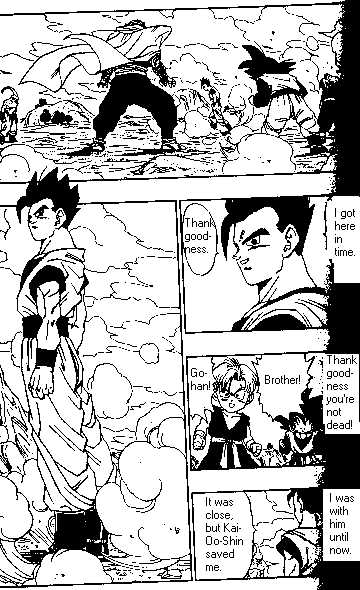 I got
here
in
time.
Thank
good-
ness.
Thank
good-
ness
you're
not
dead!
Brother!
Go-
han!
I was
with
him
until
now.
It was
close,
but Kai-
Oo-Shin
saved
me.